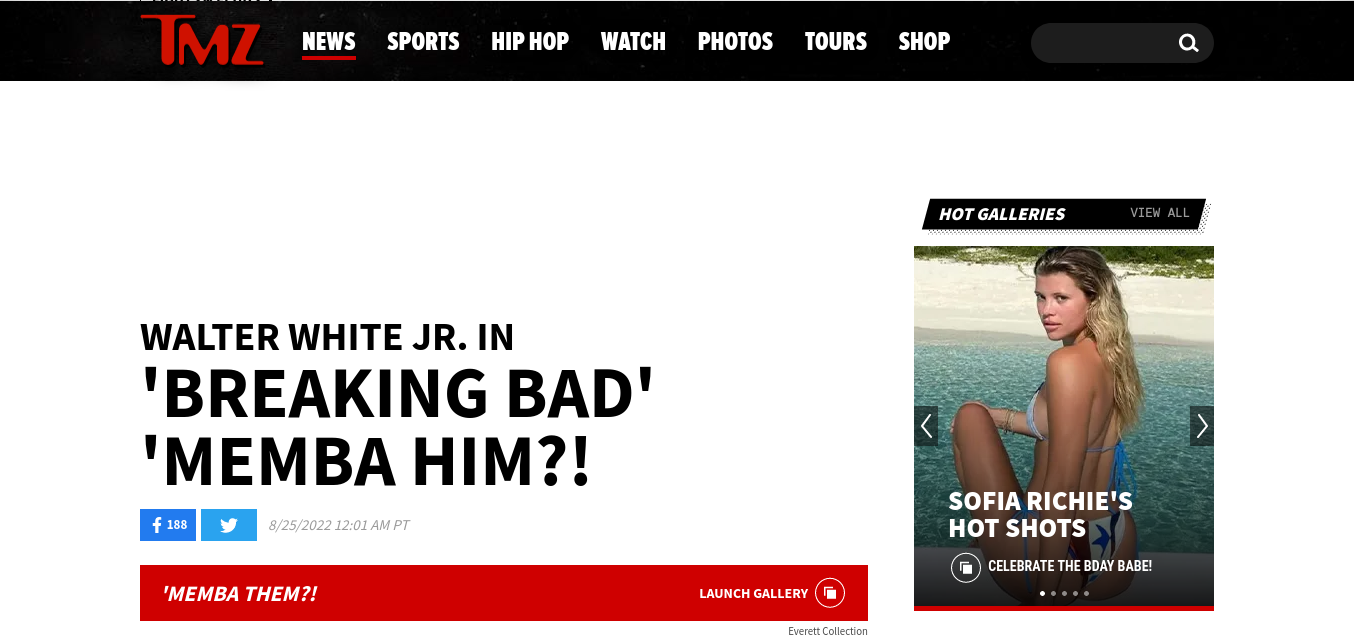 TMZ
NEWS SPORTS HIP HOP WATCH PHOTOS TOURS SHOP
WALTER WHITE JR. IN
'BREAKING BAD'
'MEMBA HIM?!
188
8/25/2022 12:01 AM PT
'MEMBA THEM?! LAUNCH GALLERY
Everett Collection
HOT GALLERIES VIEW ALL
SOFIA RICHIE'S
HOT SHOTS
CELEBRATE THE BDAY BABE!